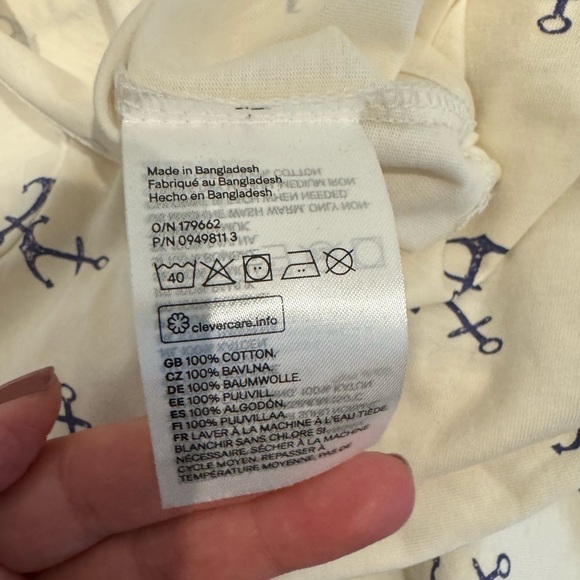 Made in Bangladesh
Fabriqué au Bangladesh
Hecho en Bangladesh
O/N 179662
P/N 0949811 3
40
clevercare.info
GB 100% COTTON.
CZ 100% BAVLNA.
DE 100% BAUMWOLLE.
EE 100% PUUVILL.
ES 100% ALGODÓN.
FI 100% PUUVILLAA.
FR LAVER À LA MACHINE À L'EAU TIÈDE.
BLANCHIR SANS CHLORE SI
NÉCESSAIRE. SÉCHER À LA MACHINE
CYCLE MOYEN. REPASSER À
TEMPÉRATURE MOYENNE. PAS DE